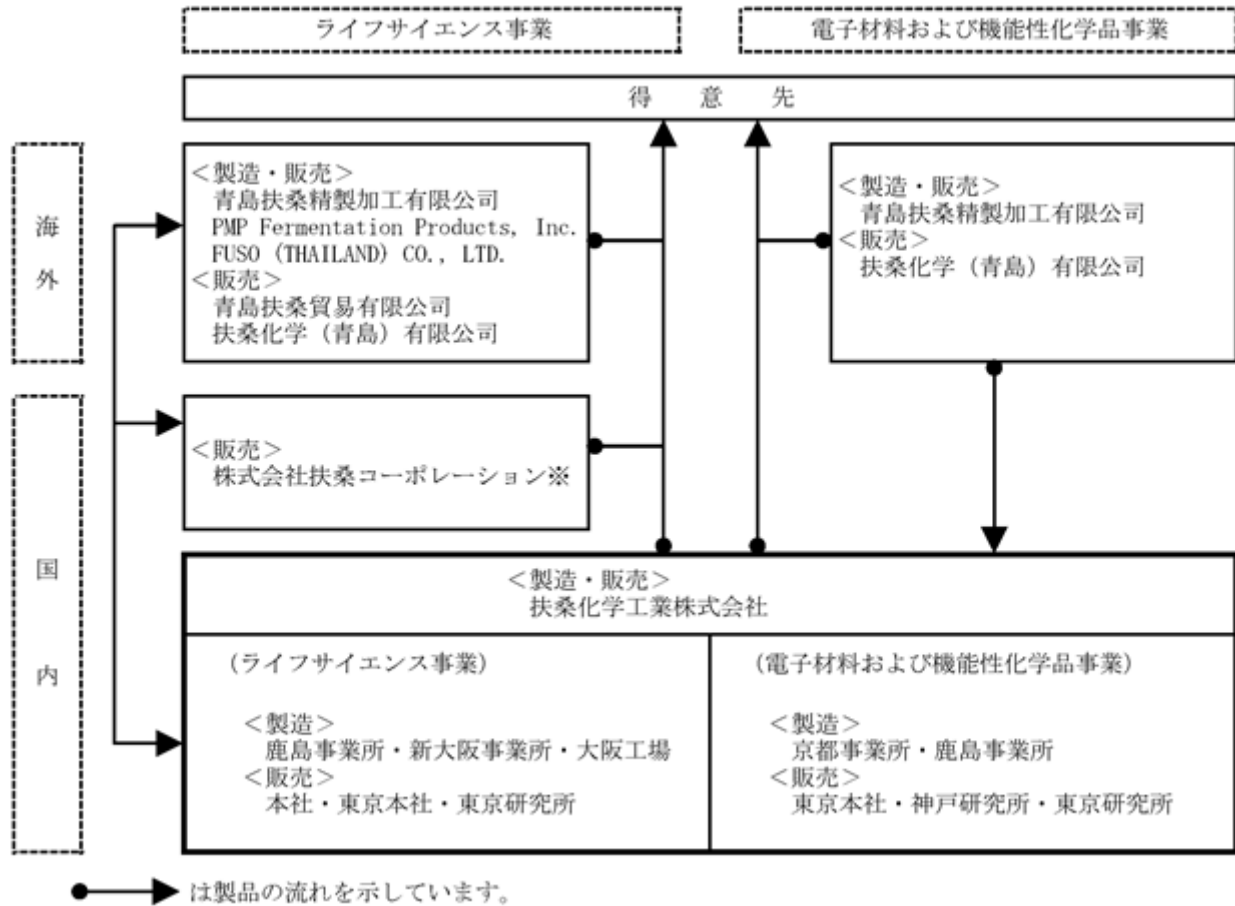 ライフサイエンス事業
電子材料および機能性化学品事業
得意先
海外
＜製造・販売＞
青島扶桑精製加工有限公司
PMP Fermentation Products, Inc.
FUSO (THAILAND) CO., LTD.
＜販売＞
青島扶桑貿易有限公司
扶桑化学（青島）有限公司
＜製造・販売＞
青島扶桑精製加工有限公司
＜販売＞
扶桑化学（青島）有限公司
国内
＜販売＞
株式会社扶桑コーポレーション※
＜製造・販売＞
扶桑化学工業株式会社
（ライフサイエンス事業）
＜製造＞
鹿島事業所・新大阪事業所・大阪工場
＜販売＞
本社・東京本社・東京研究所
（電子材料および機能性化学品事業）
＜製造＞
京都事業所・鹿島事業所
＜販売＞
東京本社・神戸研究所・東京研究所
は製品の流れを示しています。